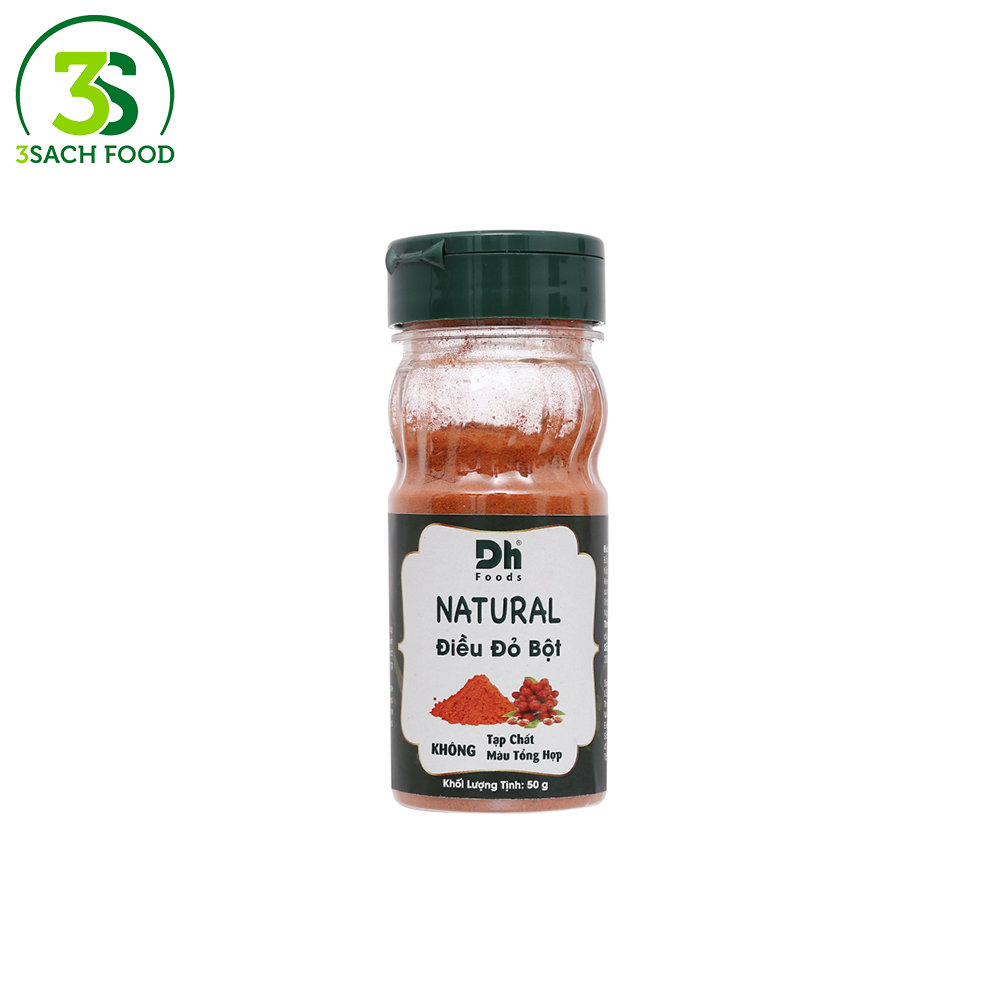 3S
3SACH FOOD
Dh®
Foods
NATURAL
Điều Đỏ Bột
KHÔNG
Tạp Chất
Màu Tổng Hợp
Khối Lượng Tịnh: 50 g